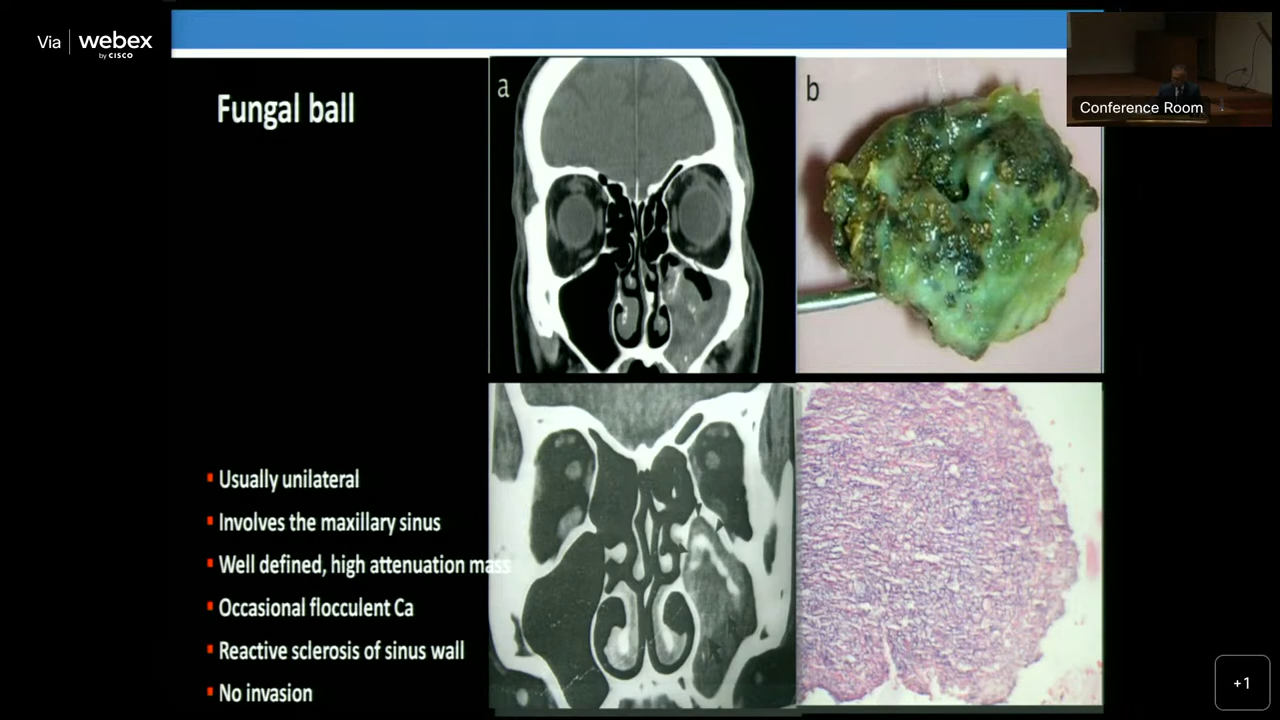 Via webex
by CISCO
Fungal ball
a
b
Conference Room
Usually unilateral
Involves the maxillary sinus
Well defined, high attenuation mass
Occasional flocculent Ca
Reactive sclerosis of sinus wall
No invasion
+1